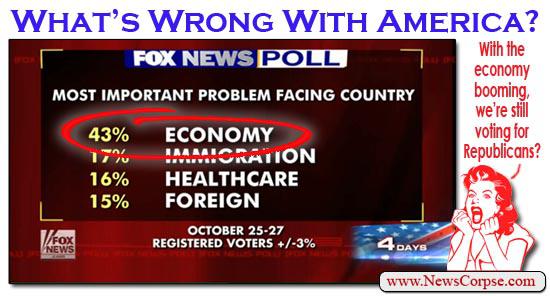 WHAT'S WRONG WITH AMERICA?
FOX NEWS POLL
MOST IMPORTANT PROBLEM FACING COUNTRY
43% ECONOMY
17% IMMIGRATION
16% HEALTHCARE
15% FOREIGN
OCTOBER 25-27
REGISTERED VOTERS +/-3%
FOX
NEWS
4 DAYS
With the
economy
booming,
we're still
voting for
Republicans?
www.NewsCorpse.com